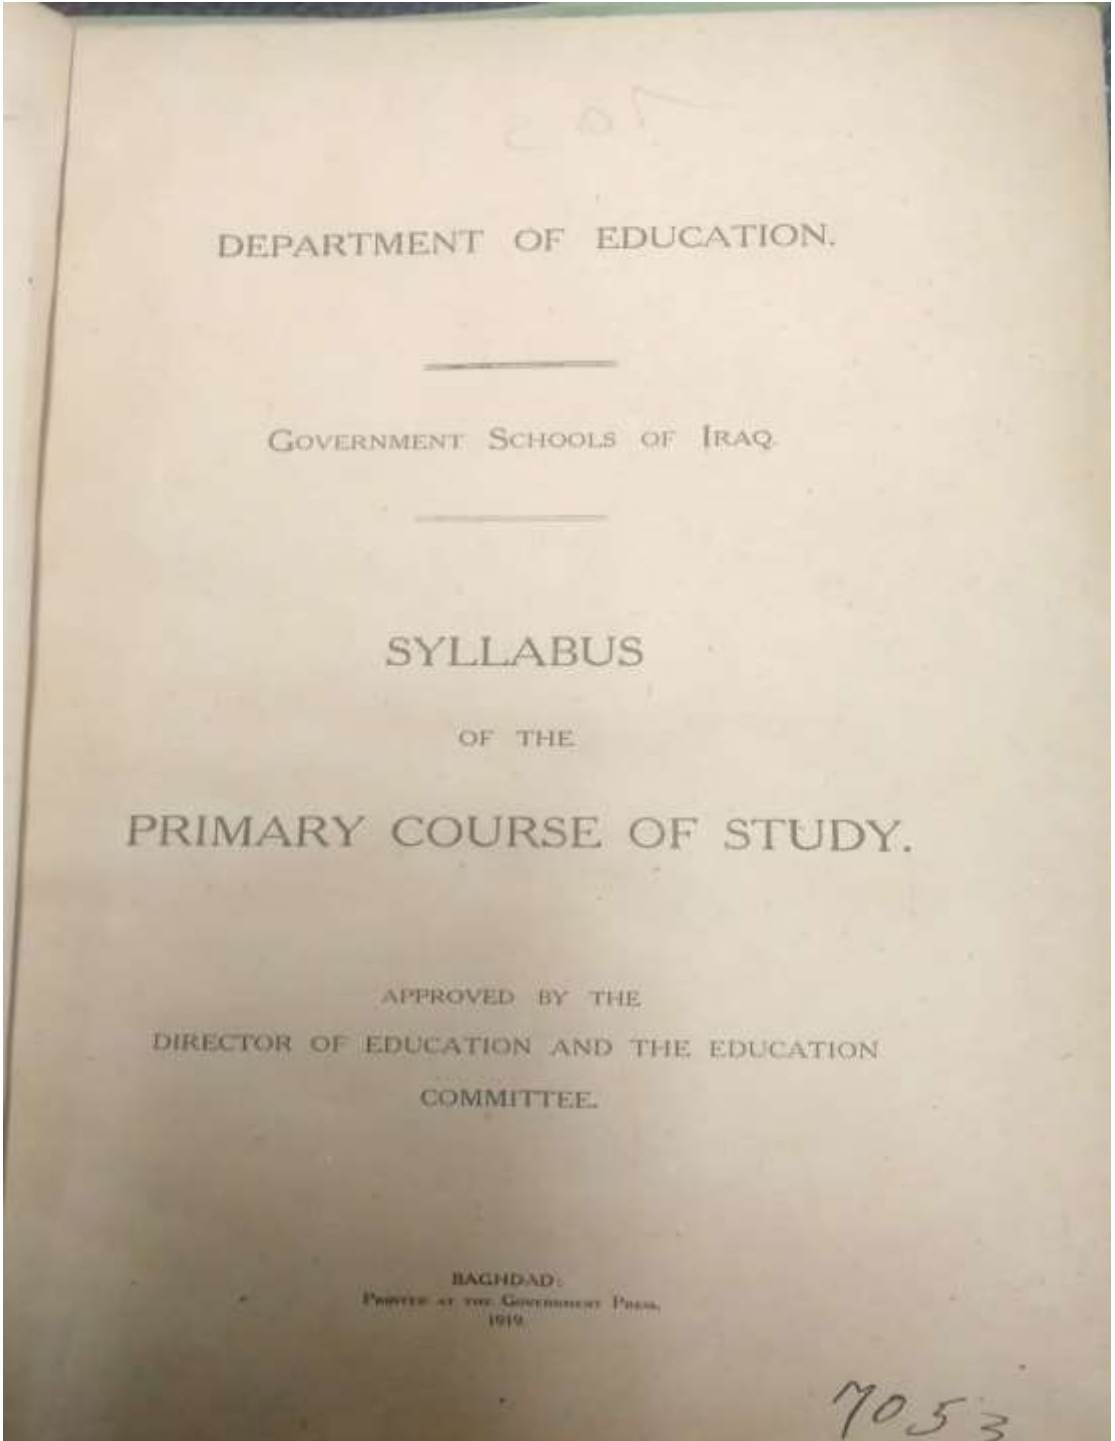 DEPARTMENT OF EDUCATION.
GOVERNMENT SCHOOLS OF IRAQ.
SYLLABUS
OF THE
PRIMARY COURSE OF STUDY.
APPROVED BY THE
DIRECTOR OF EDUCATION AND THE EDUCATION
COMMITTEE.
BAGHDAD:
PRINTED AT THE GOVERNMENT PRESS,
1919.
7053